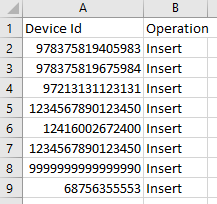 A B
1 Device Id Operation
2 978375819405983 Insert
3 978375819675984 Insert
4 97213131123131 Insert
5 1234567890123450 Insert
6 12416002672400 Insert
7 1234567890123450 Insert
8 9999999999999990 Insert
9 68756355553 Insert